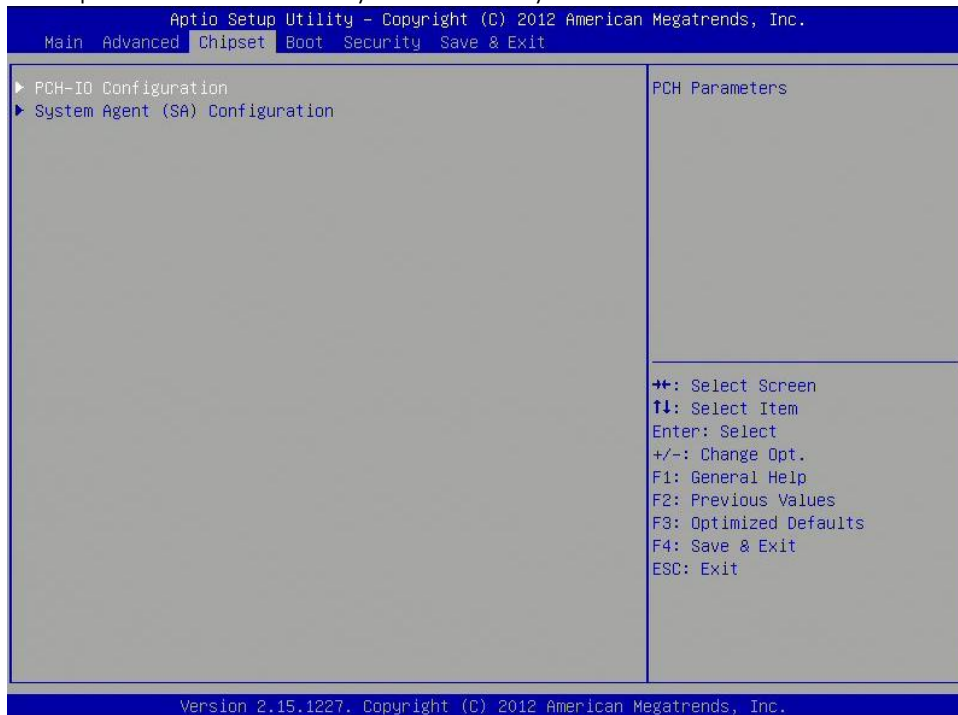 Aptio Setup Utility – Copyright (C) 2012 American Megatrends, Inc.
Main Advanced Chipset Boot Security Save & Exit
► PCH-IO Configuration
► System Agent (SA) Configuration
PCH Parameters
→←: Select Screen
↑↓: Select Item
Enter: Select
+/-: Change Opt.
F1: General Help
F2: Previous Values
F3: Optimized Defaults
F4: Save & Exit
ESC: Exit
Version 2.15.1227. Copyright (C) 2012 American Megatrends, Inc.